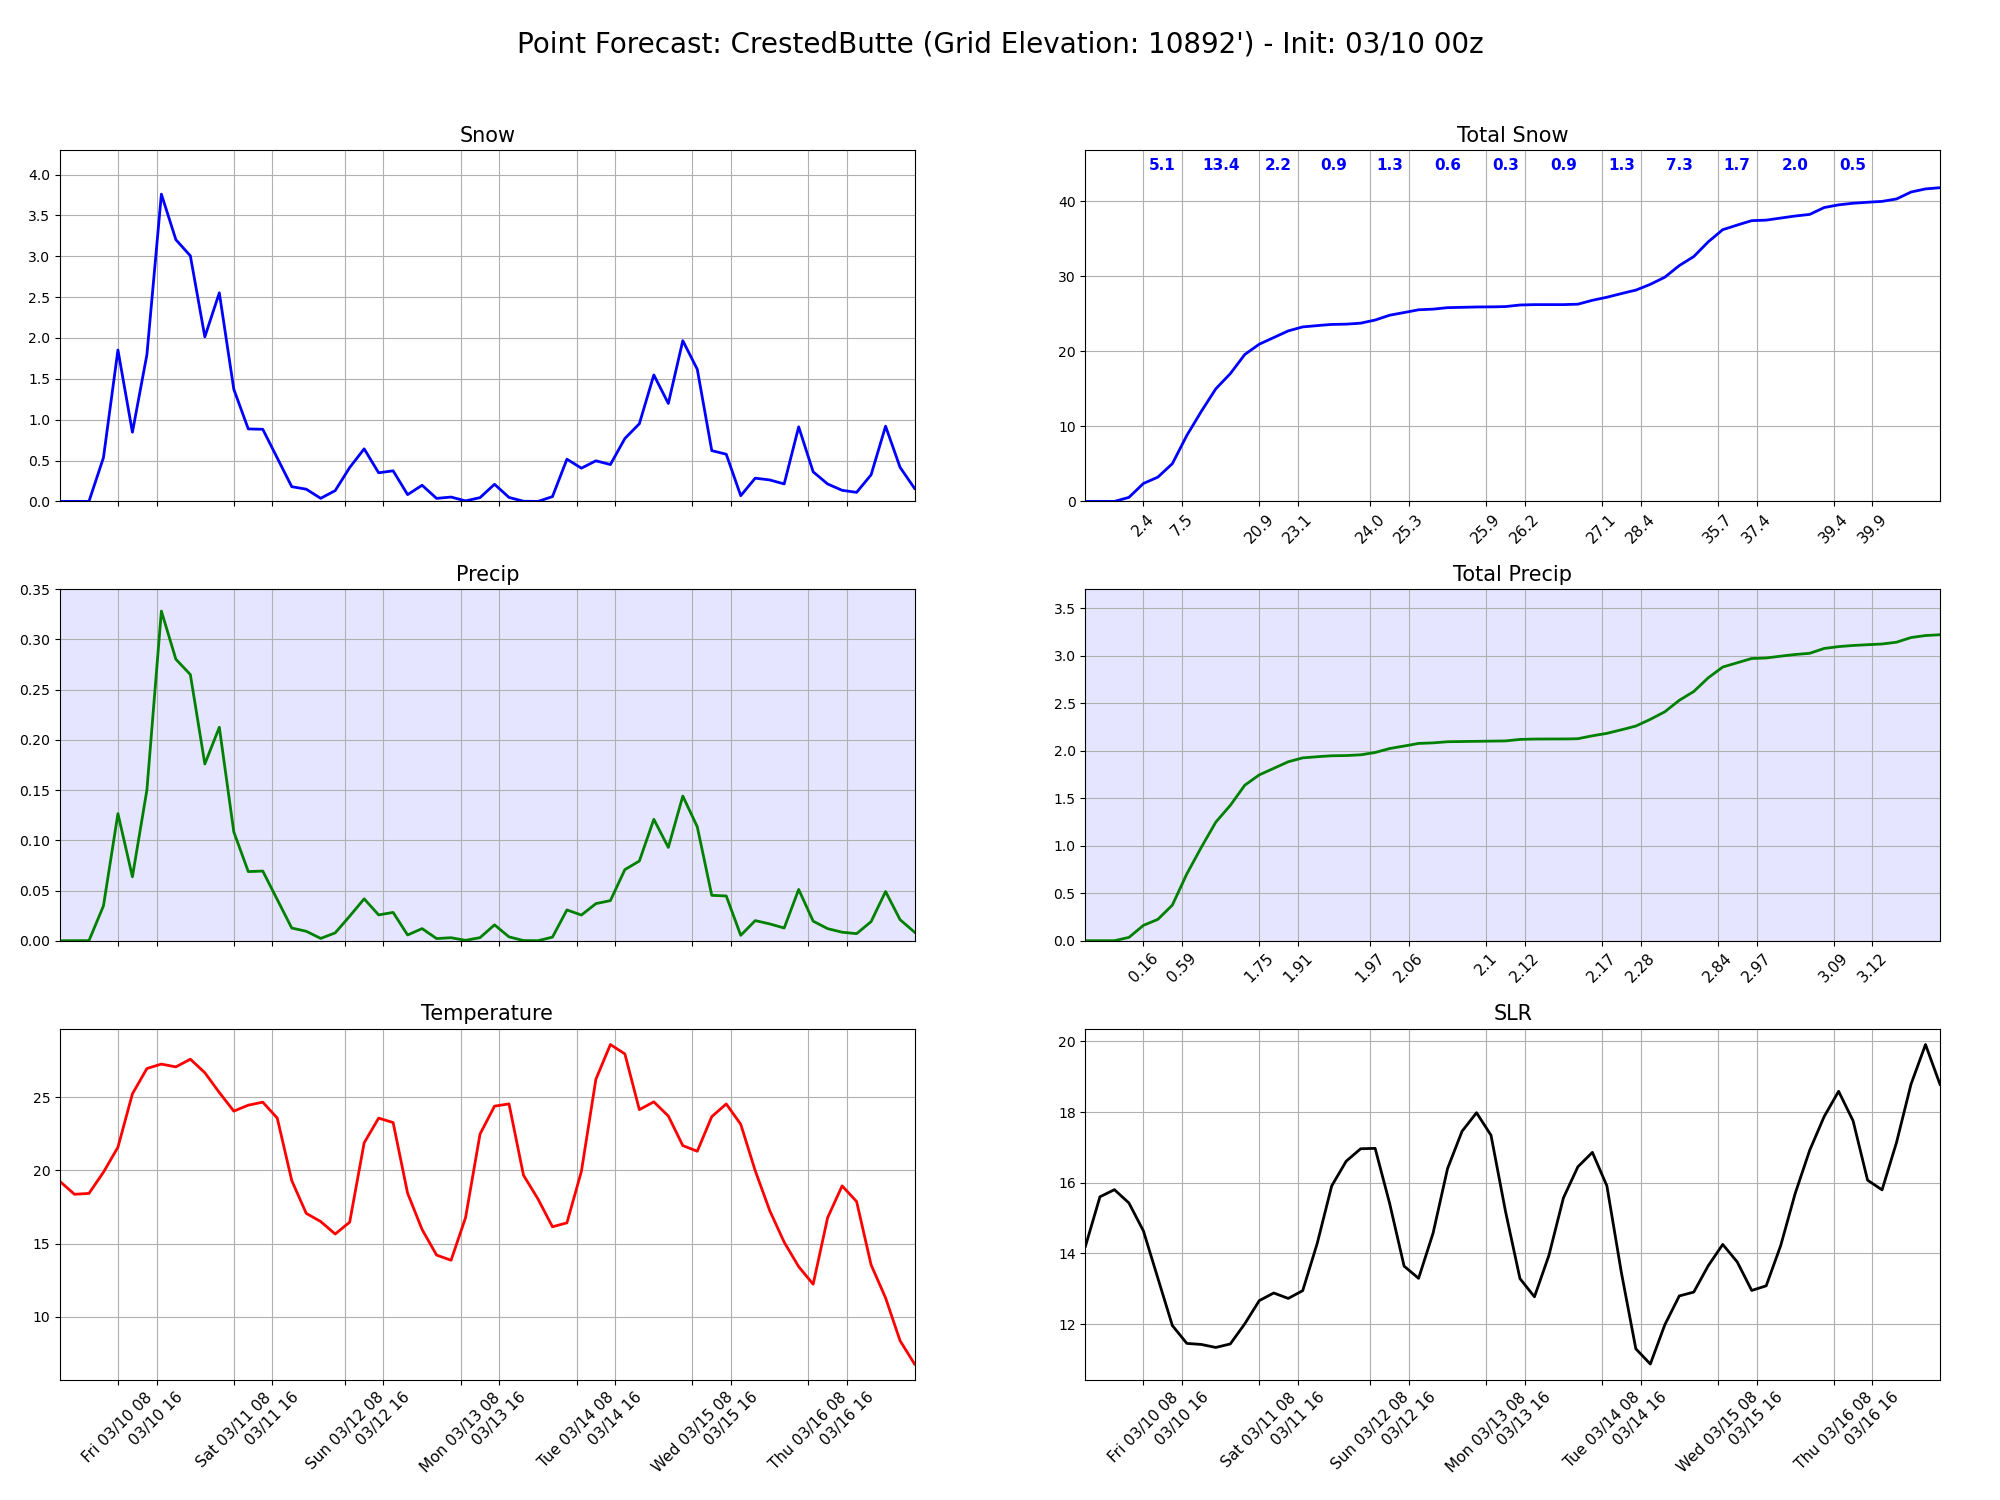 Point Forecast: CrestedButte (Grid Elevation: 10892') - Init: 03/10 00z
Snow
4.0
3.5
3.0
2.5
2.0
1.5
1.0
0.5
0.0
Total Snow
5.1 13.4 2.2 0.9 1.3 0.6 0.3 0.9 1.3 7.3 1.7 2.0 0.5
40
30
20
10
0
2.4 7.5 20.9 23.1 24.0 25.3 25.9 26.2 27.1 28.4 35.7 37.4 39.4 39.9
Precip
0.35
0.30
0.25
0.20
0.15
0.10
0.05
0.00
Total Precip
3.5
3.0
2.5
2.0
1.5
1.0
0.5
0.0
0.16 0.59 1.75 1.91 1.97 2.06 2.1 2.12 2.17 2.28 2.84 2.97 3.09 3.12
Temperature
25
20
15
10
Fri 03/10 08
03/10 16
Sat 03/11 08
03/11 16
Sun 03/12 08
03/12 16
Mon 03/13 08
03/13 16
Tue 03/14 08
03/14 16
Wed 03/15 08
03/15 16
Thu 03/16 08
03/16 16
SLR
20
18
16
14
12
Fri 03/10 08
03/10 16
Sat 03/11 08
03/11 16
Sun 03/12 08
03/12 16
Mon 03/13 08
03/13 16
Tue 03/14 08
03/14 16
Wed 03/15 08
03/15 16
Thu 03/16 08
03/16 16